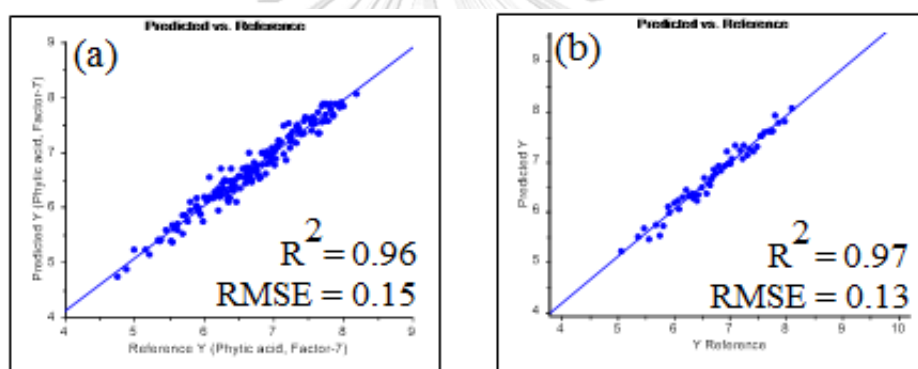 Predicted vs. Reference
(a)
Predicted Y (Phytic acid, Factor-7)
9
8
7
6
5
4
R2 = 0.96
RMSE = 0.15
4 5 6 7 8 9
Reference Y (Phytic acid, Factor-7)
Predicted vs. Reference
(b)
Predicted Y
9
8
7
6
5
4
R2 = 0.97
RMSE = 0.13
4 5 6 7 8 9 10
Y Reference